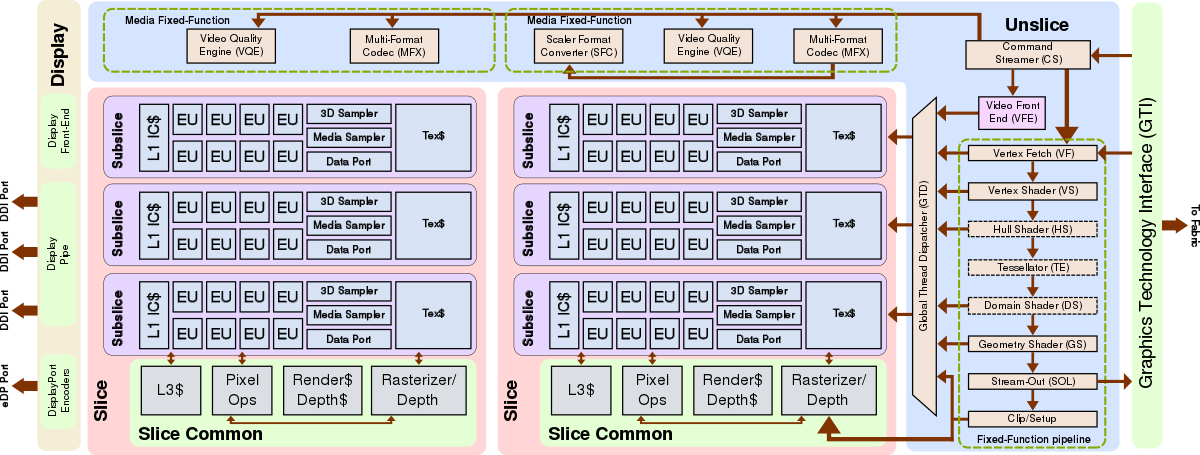 Display
Display
Front-End
Display
Pipe
DisplayPort
Encoders
DDI Port
DDI Port
DDI Port
eDP Port
Media Fixed-Function
Video Quality
Engine (VQE)
Multi-Format
Codec (MFX)
Media Fixed-Function
Scaler Format
Converter (SFC)
Video Quality
Engine (VQE)
Multi-Format
Codec (MFX)
Unslice
Command
Streamer (CS)
Video Front
End (VFE)
Vertex Fetch (VF)
Vertex Shader (VS)
Hull Shader (HS)
Tessellator (TE)
Domain Shader (DS)
Geometry Shader (GS)
Stream-Out (SOL)
Clip/Setup
Fixed-Function pipeline
Global Thread Dispatcher (GTD)
Graphics Technology Interface (GTI)
To Fabric
Slice
Subslice
L1 IC$
EU EU EU EU
EU EU EU EU
3D Sampler
Media Sampler
Data Port
Tex$
Subslice
L1 IC$
EU EU EU EU
EU EU EU EU
3D Sampler
Media Sampler
Data Port
Tex$
Subslice
L1 IC$
EU EU EU EU
EU EU EU EU
3D Sampler
Media Sampler
Data Port
Tex$
L3$
Pixel
Ops
Render$
Depth$
Rasterizer/
Depth
Slice Common
Slice
Subslice
L1 IC$
EU EU EU EU
EU EU EU EU
3D Sampler
Media Sampler
Data Port
Tex$
Subslice
L1 IC$
EU EU EU EU
EU EU EU EU
3D Sampler
Media Sampler
Data Port
Tex$
Subslice
L1 IC$
EU EU EU EU
EU EU EU EU
3D Sampler
Media Sampler
Data Port
Tex$
L3$
Pixel
Ops
Render$
Depth$
Rasterizer/
Depth
Slice Common